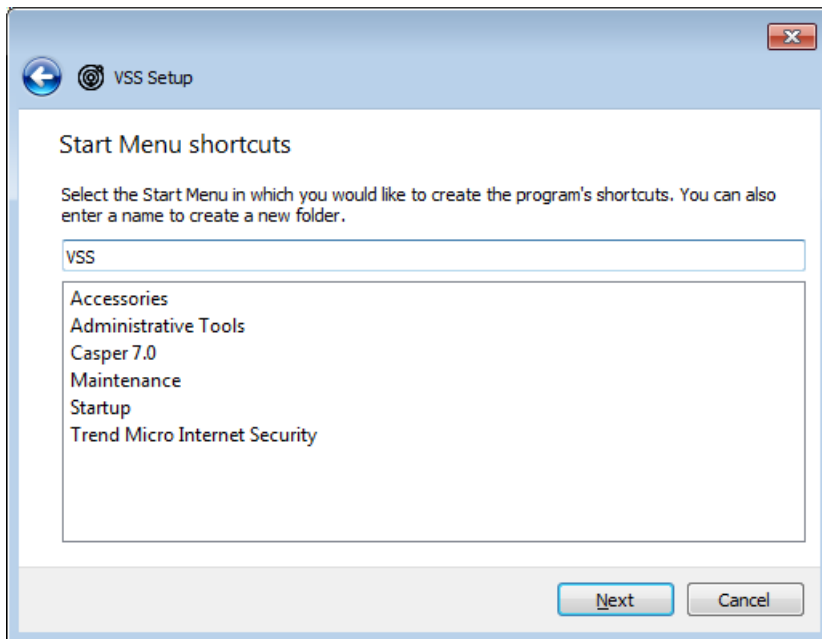 VSS Setup
Start Menu shortcuts
Select the Start Menu in which you would like to create the program's shortcuts. You can also
enter a name to create a new folder.
VSS
Accessories
Administrative Tools
Casper 7.0
Maintenance
Startup
Trend Micro Internet Security
Next
Cancel